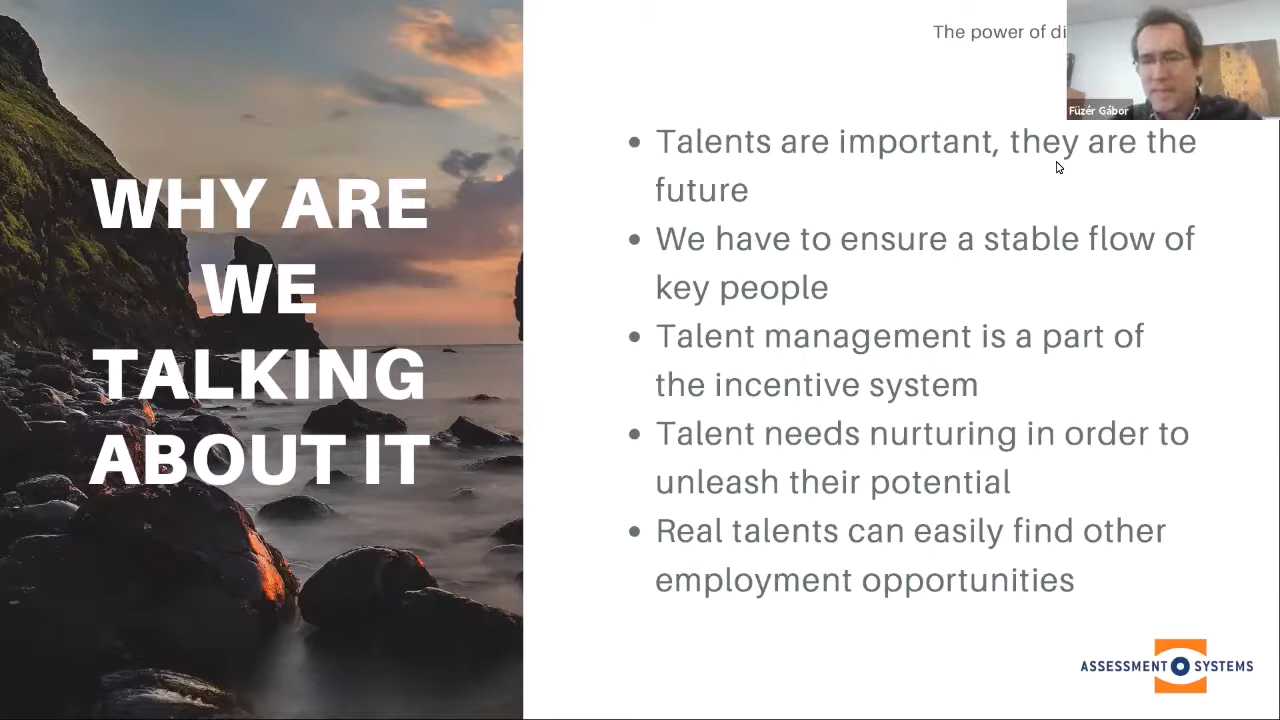 The power of
Füzér Gábor
WHY ARE
WE
TALKING
ABOUT IT
• Talents are important, they are the
future
• We have to ensure a stable flow of
key people
• Talent management is a part of
the incentive system
• Talent needs nurturing in order to
unleash their potential
• Real talents can easily find other
employment opportunities
ASSESSMENT SYSTEMS